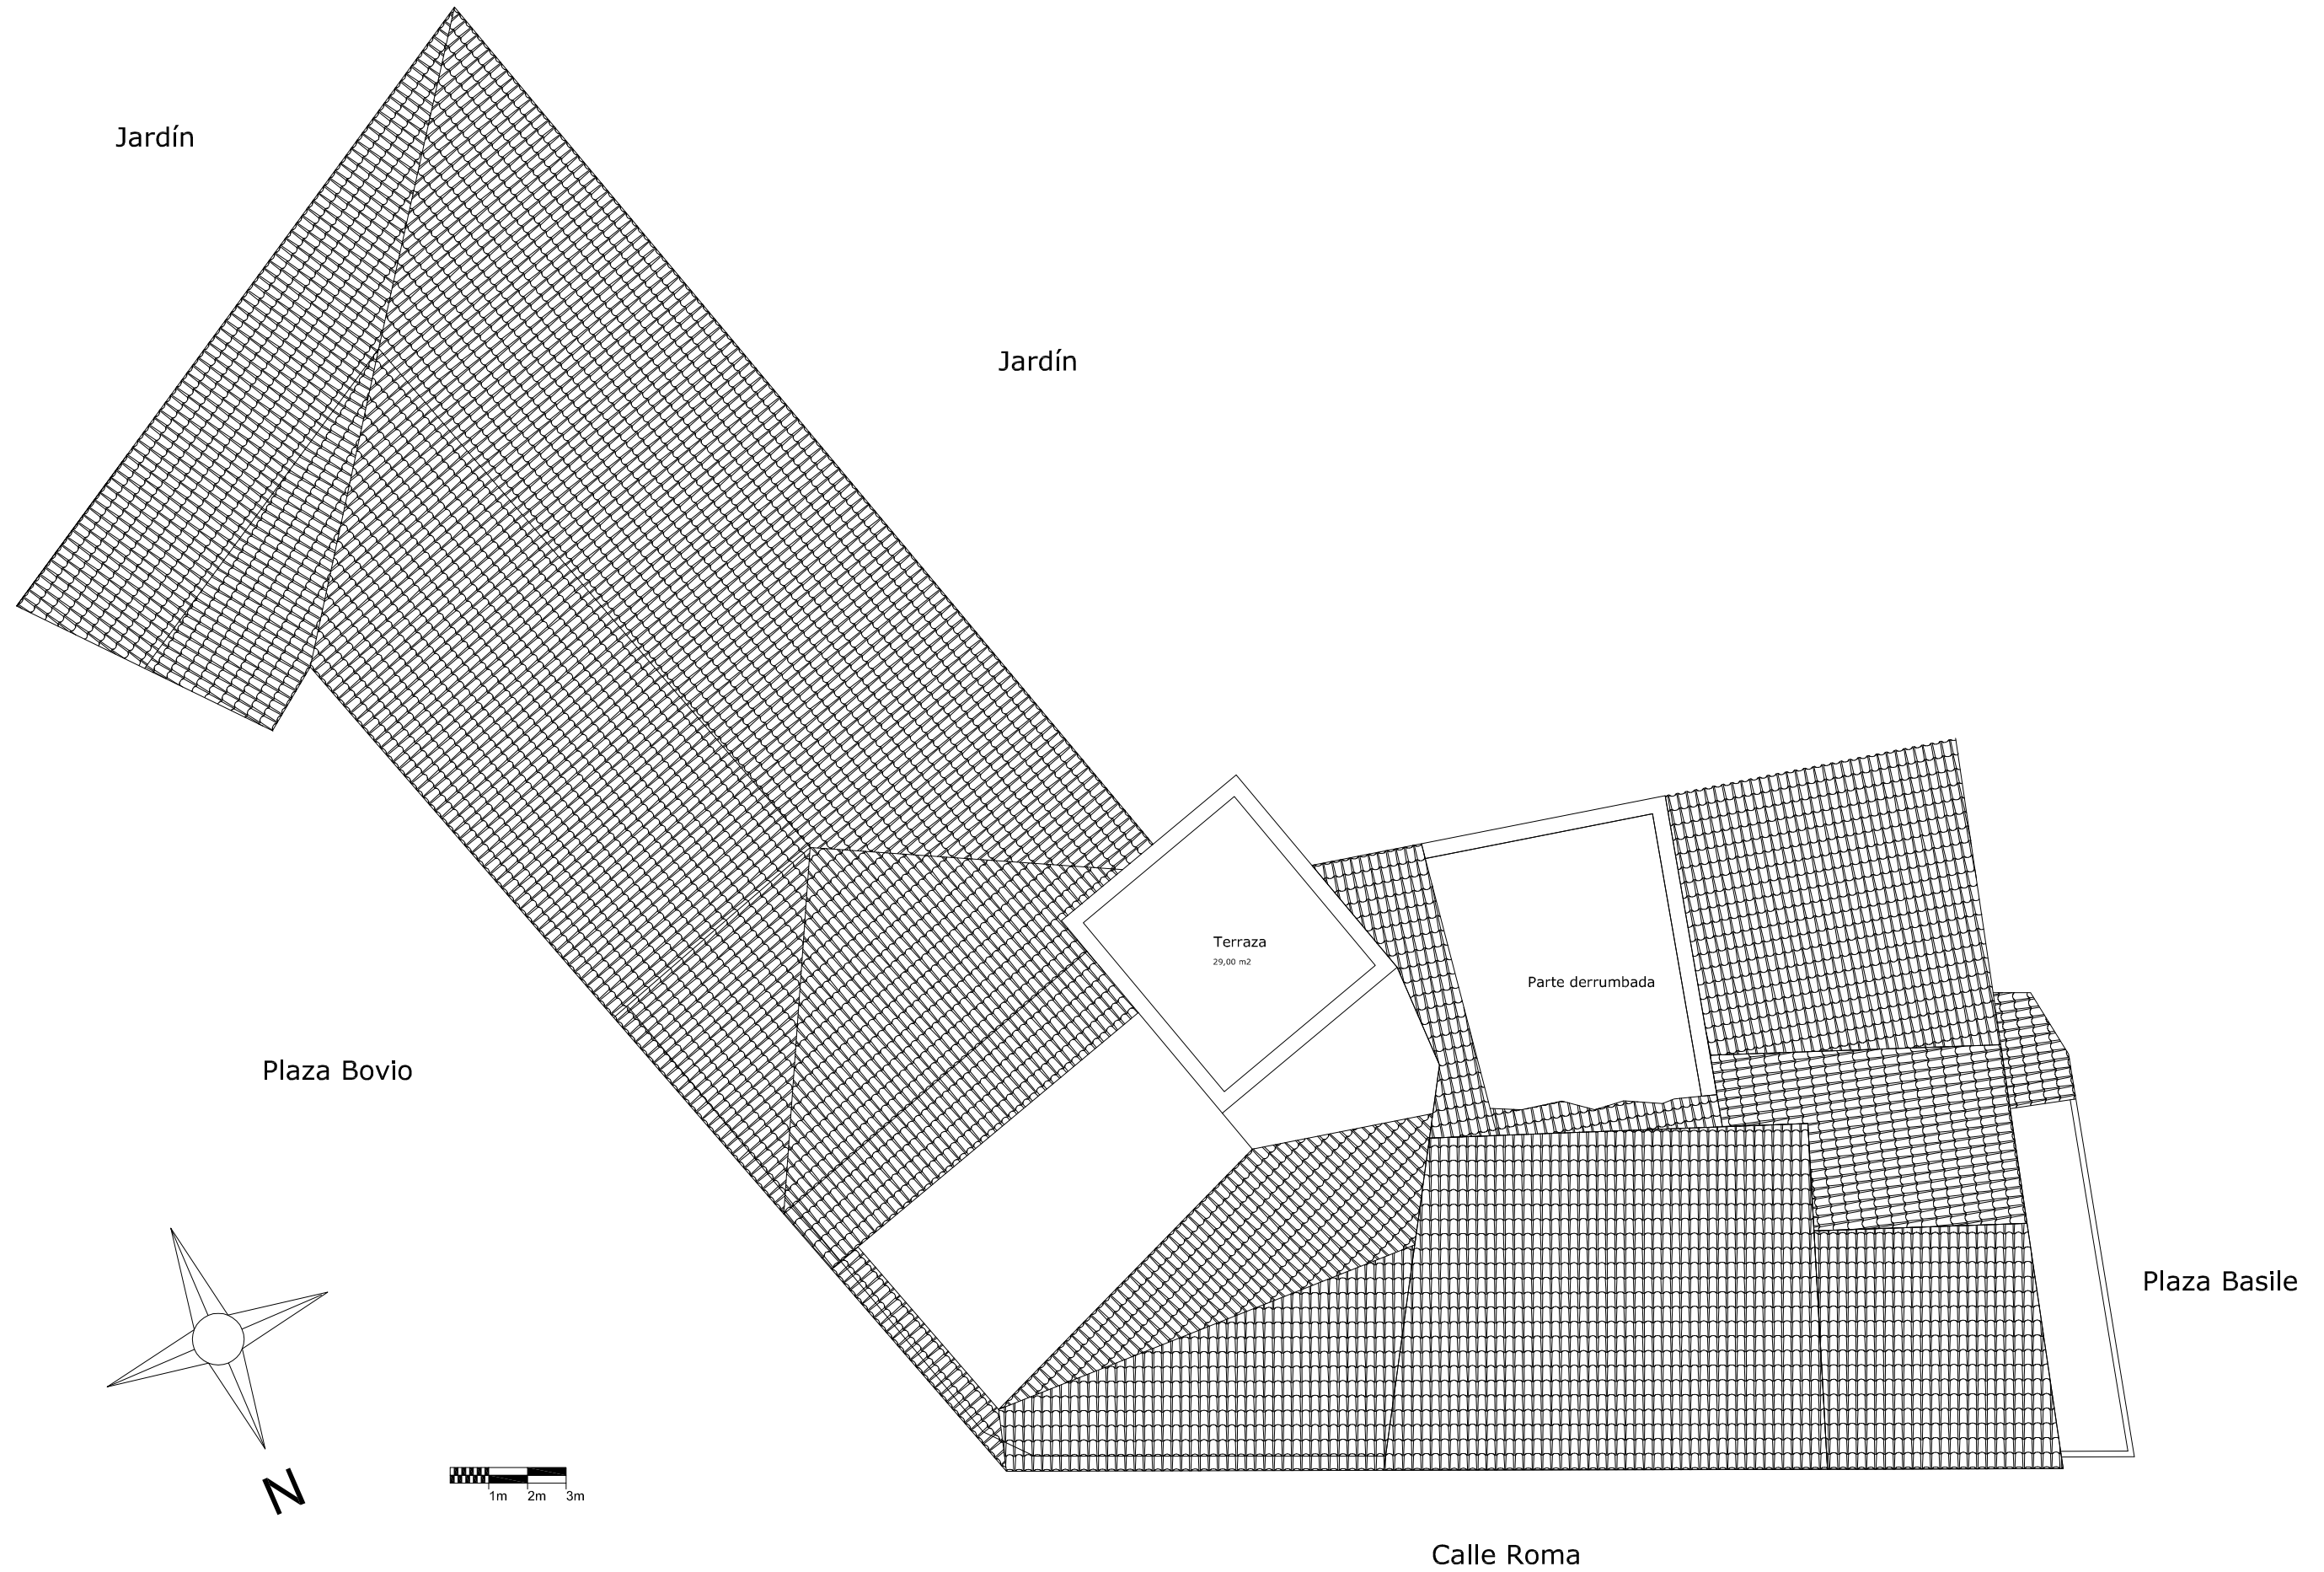 Jardín
Jardín
Terraza
29,00 m2
Parte derrumbada
Plaza Bovio
Plaza Basile
N
1m 2m 3m
Calle Roma